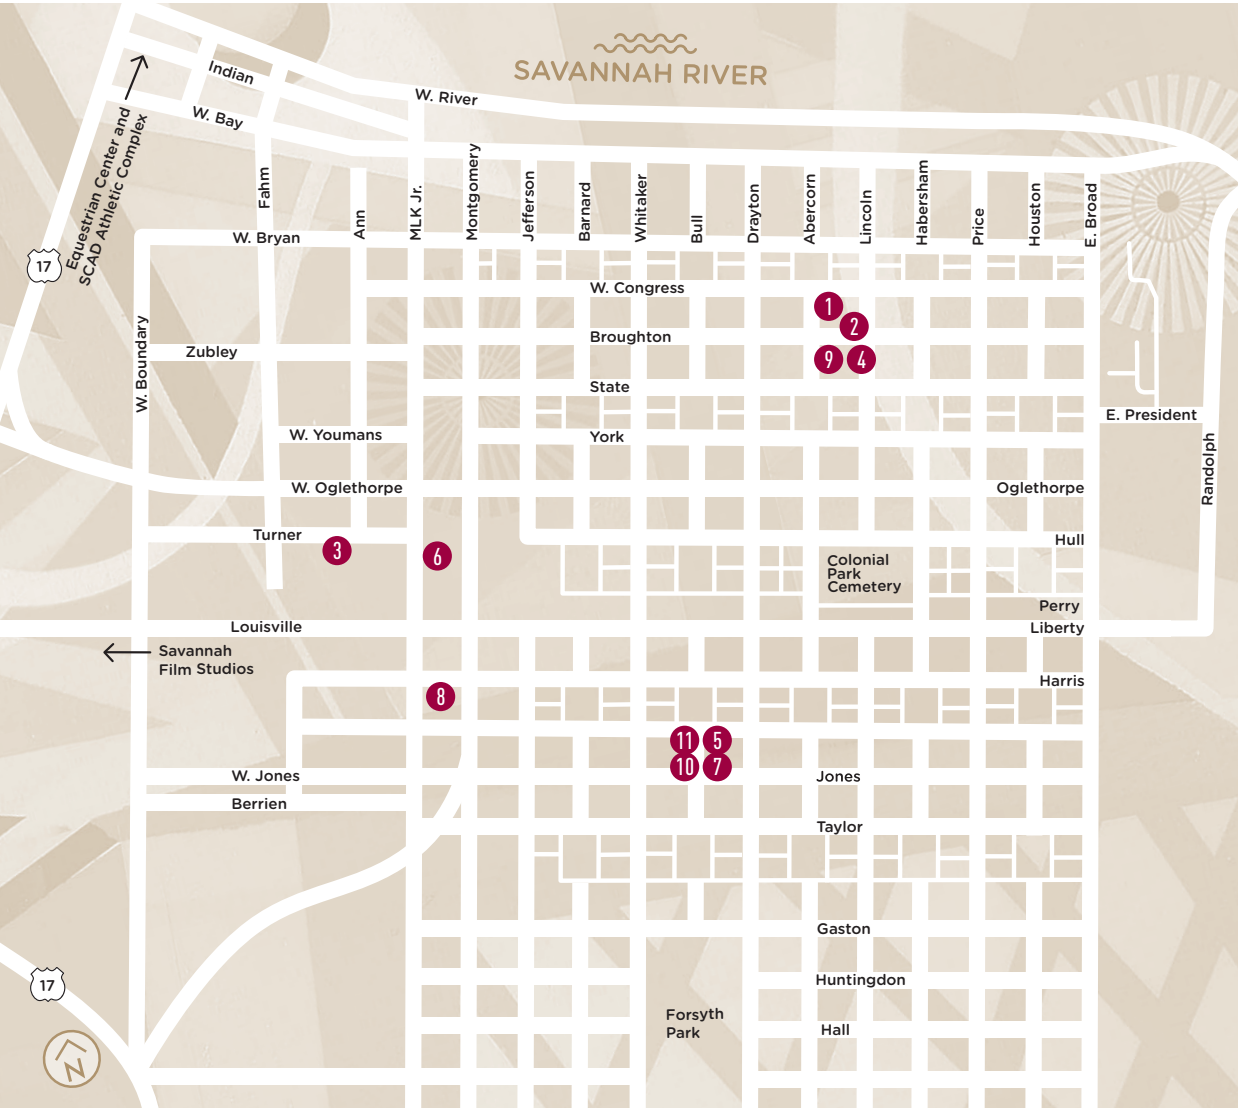 SAVANNAH RIVER
Indian
W. River
W. Bay
Equestrian Center and
SCAD Athletic Complex
17
Fahm
Ann
MLK Jr.
Montgomery
Jefferson
Barnard
Whitaker
Bull
Drayton
Abercorn
Lincoln
Habersham
Price
Houston
E. Broad
W. Bryan
W. Congress
1
2
Broughton
W. Boundary
Zubley
9
4
State
E. President
W. Youmans
York
Randolph
W. Oglethorpe
Oglethorpe
Turner
Hull
3
6
Colonial
Park
Cemetery
Perry
Louisville
Liberty
Savannah
Film Studios
Harris
8
11
5
10
7
W. Jones
Jones
Berrien
Taylor
Gaston
17
Huntingdon
Forsyth
Park
Hall
N